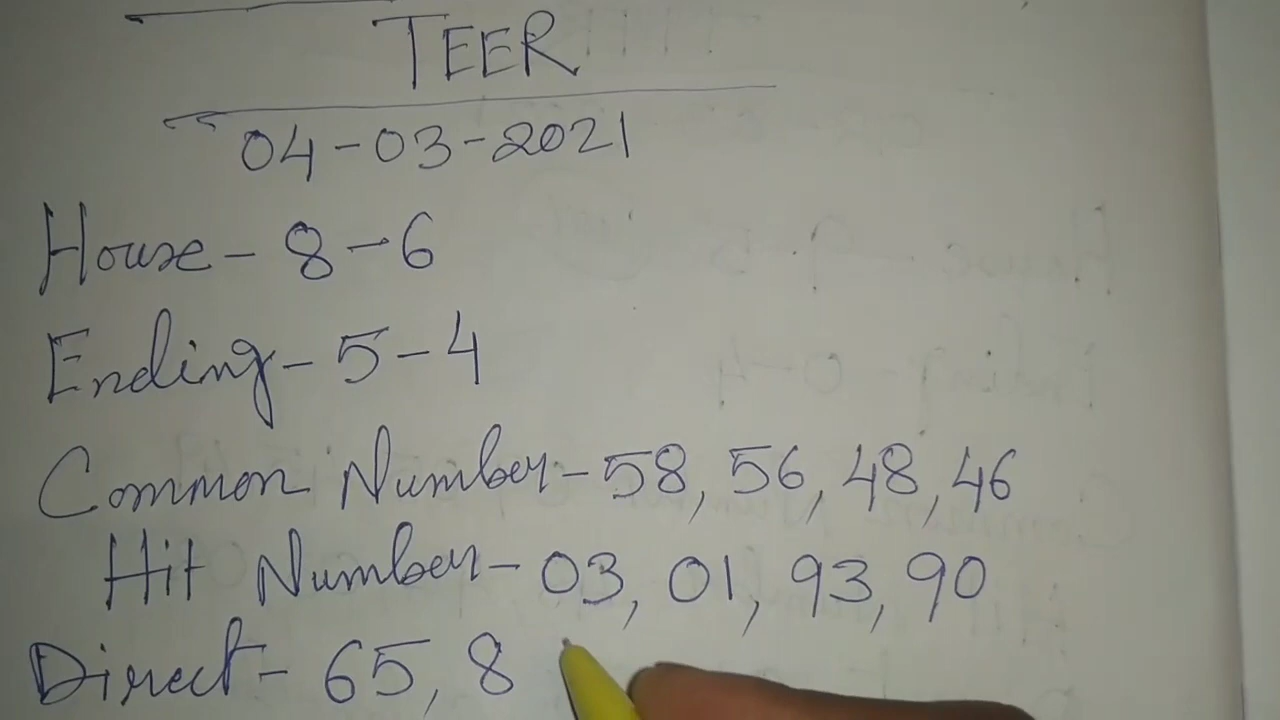 TEER
04-03-2021
House - 8-6
Ending - 5-4
Common Number - 58, 56, 48, 46
Hit Number - 03, 01, 93, 90
Direct - 65, 8